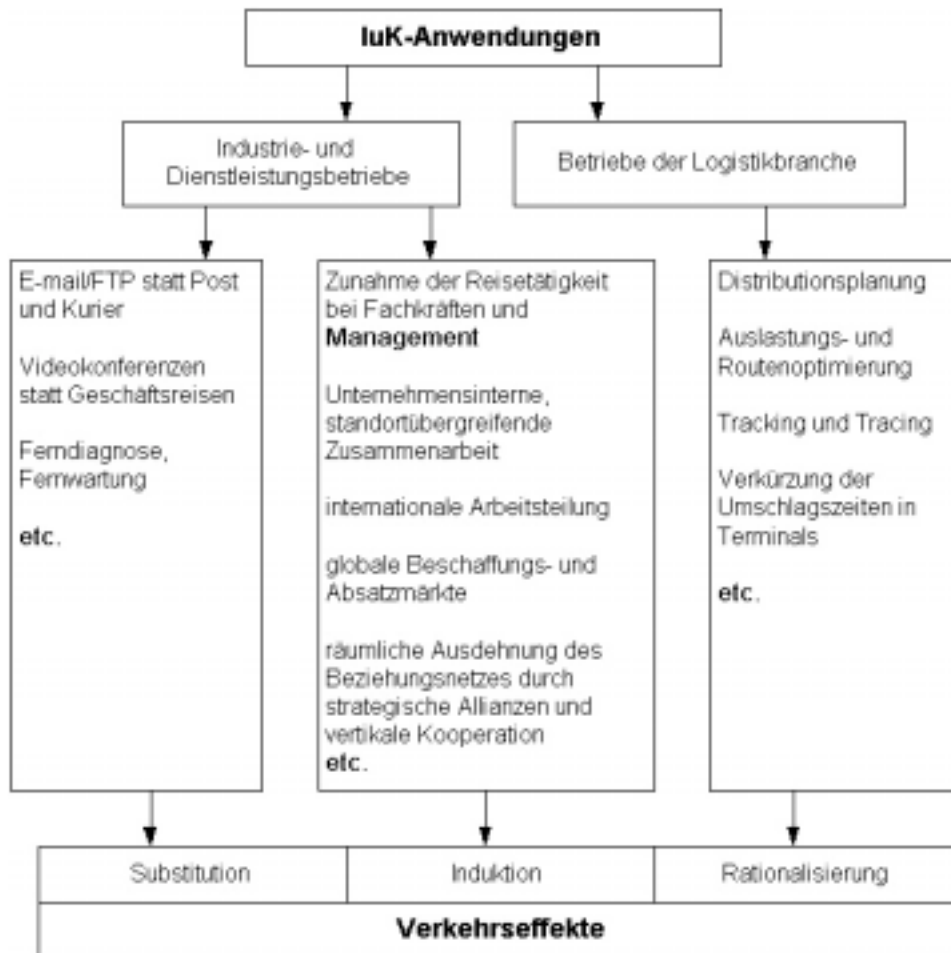 IuK-Anwendungen
Industrie- und
Dienstleistungsbetriebe
Betriebe der Logistikbranche
E-mail/FTP statt Post
und Kurier
Videokonferenzen
statt Geschäftsreisen
Ferndiagnose,
Fernwartung
etc.
Zunahme der Reisetätigkeit
bei Fachkräften und
Management
Unternehmensinterne,
standortübergreifende
Zusammenarbeit
internationale Arbeitsteilung
globale Beschaffungs- und
Absatzmärkte
räumliche Ausdehnung des
Beziehungsnetzes durch
strategische Allianzen und
vertikale Kooperation
etc.
Distributionsplanung
Auslastungs- und
Routenoptimierung
Tracking und Tracing
Verkürzung der
Umschlagszeiten in
Terminals
etc.
Substitution
Induktion
Rationalisierung
Verkehrseffekte